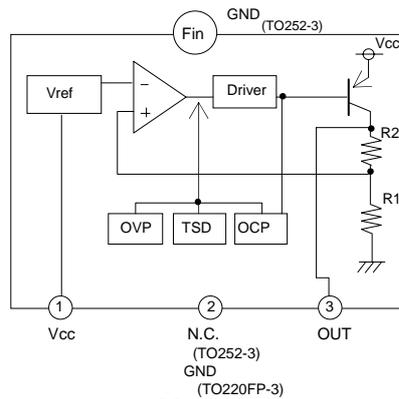 GND
(TO252-3)
Fin
Vcc
Vref
−
+
Driver
R2
R1
OVP
TSD
OCP
1
2
3
Vcc
N.C.
OUT
(TO252-3)
GND
(TO220FP-3)